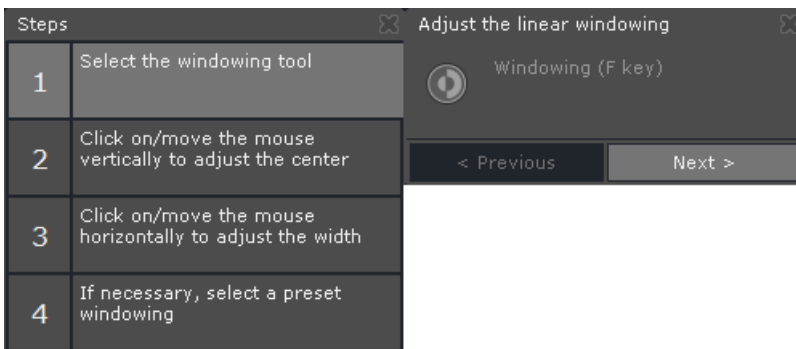 Steps
1
Select the windowing tool
2
Click on/move the mouse
vertically to adjust the center
3
Click on/move the mouse
horizontally to adjust the width
4
If necessary, select a preset
windowing
Adjust the linear windowing
Windowing (F key)
< Previous
Next >